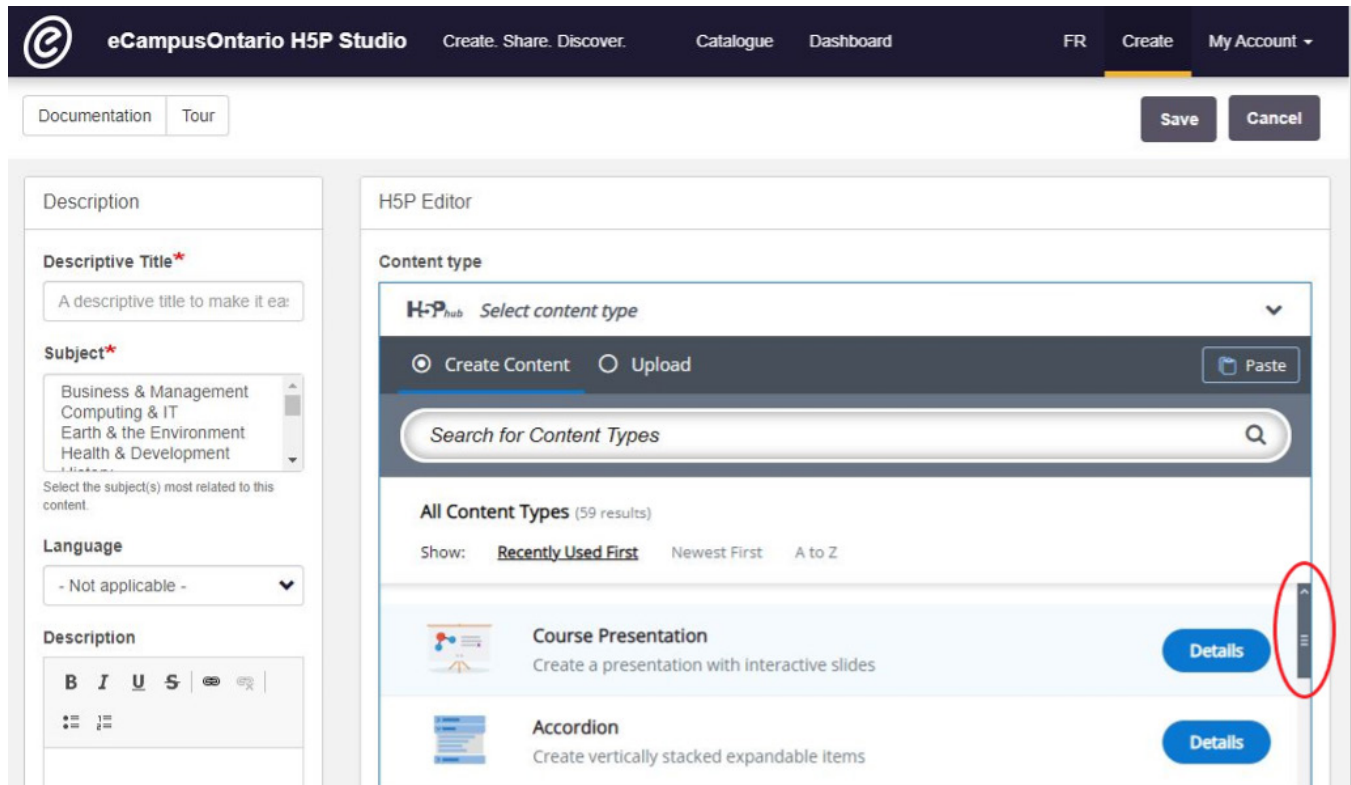 eCampusOntario H5P Studio Create. Share. Discover. Catalogue Dashboard FR Create My Account
Documentation Tour Save Cancel
Description
Descriptive Title*
A descriptive title to make it eas
Subject*
Business & Management
Computing & IT
Earth & the Environment
Health & Development
History
Select the subject(s) most related to this
content.
Language
- Not applicable -
Description
B I U S
H5P Editor
Content type
H5P hub Select content type
Create Content Upload Paste
Search for Content Types
All Content Types (59 results)
Show: Recently Used First Newest First A to Z
Course Presentation
Create a presentation with interactive slides
Details
Accordion
Create vertically stacked expandable items
Details